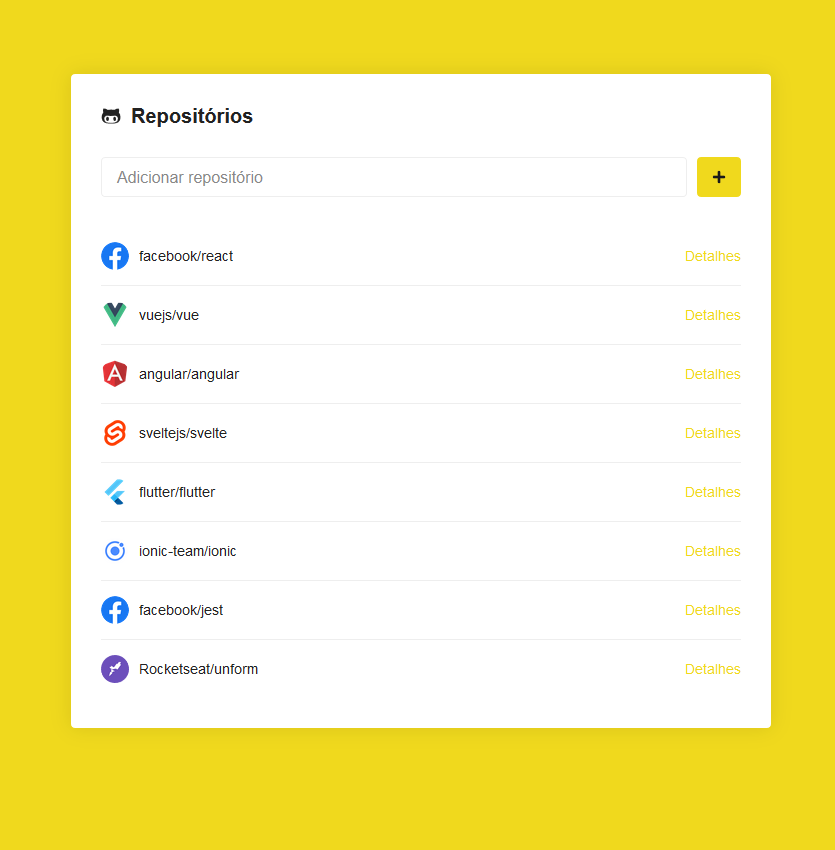 Repositórios
Adicionar repositório
facebook/react Detalhes
vuejs/vue Detalhes
angular/angular Detalhes
sveltejs/svelte Detalhes
flutter/flutter Detalhes
ionic-team/ionic Detalhes
facebook/jest Detalhes
Rocketseat/unform Detalhes